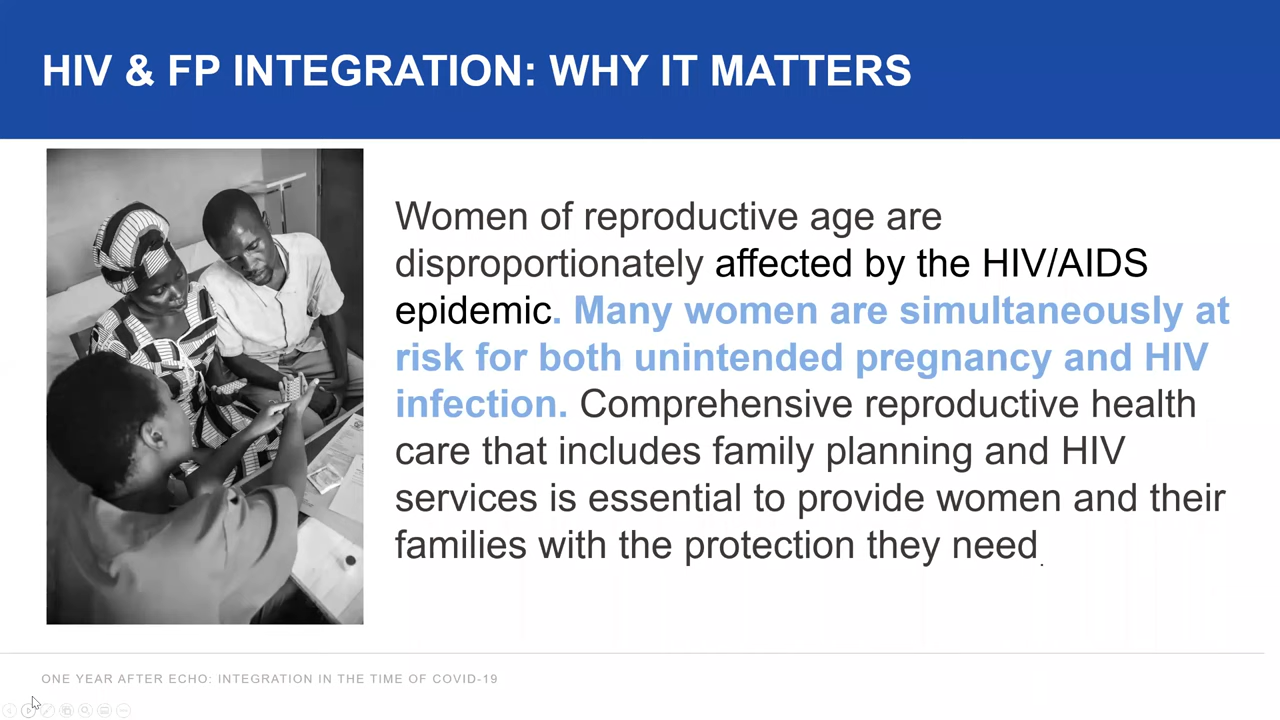 HIV & FP INTEGRATION: WHY IT MATTERS
Women of reproductive age are
disproportionately affected by the HIV/AIDS
epidemic. Many women are simultaneously at
risk for both unintended pregnancy and HIV
infection. Comprehensive reproductive health
care that includes family planning and HIV
services is essential to provide women and their
families with the protection they need.
ONE YEAR AFTER ECHO: INTEGRATION IN THE TIME OF COVID-19